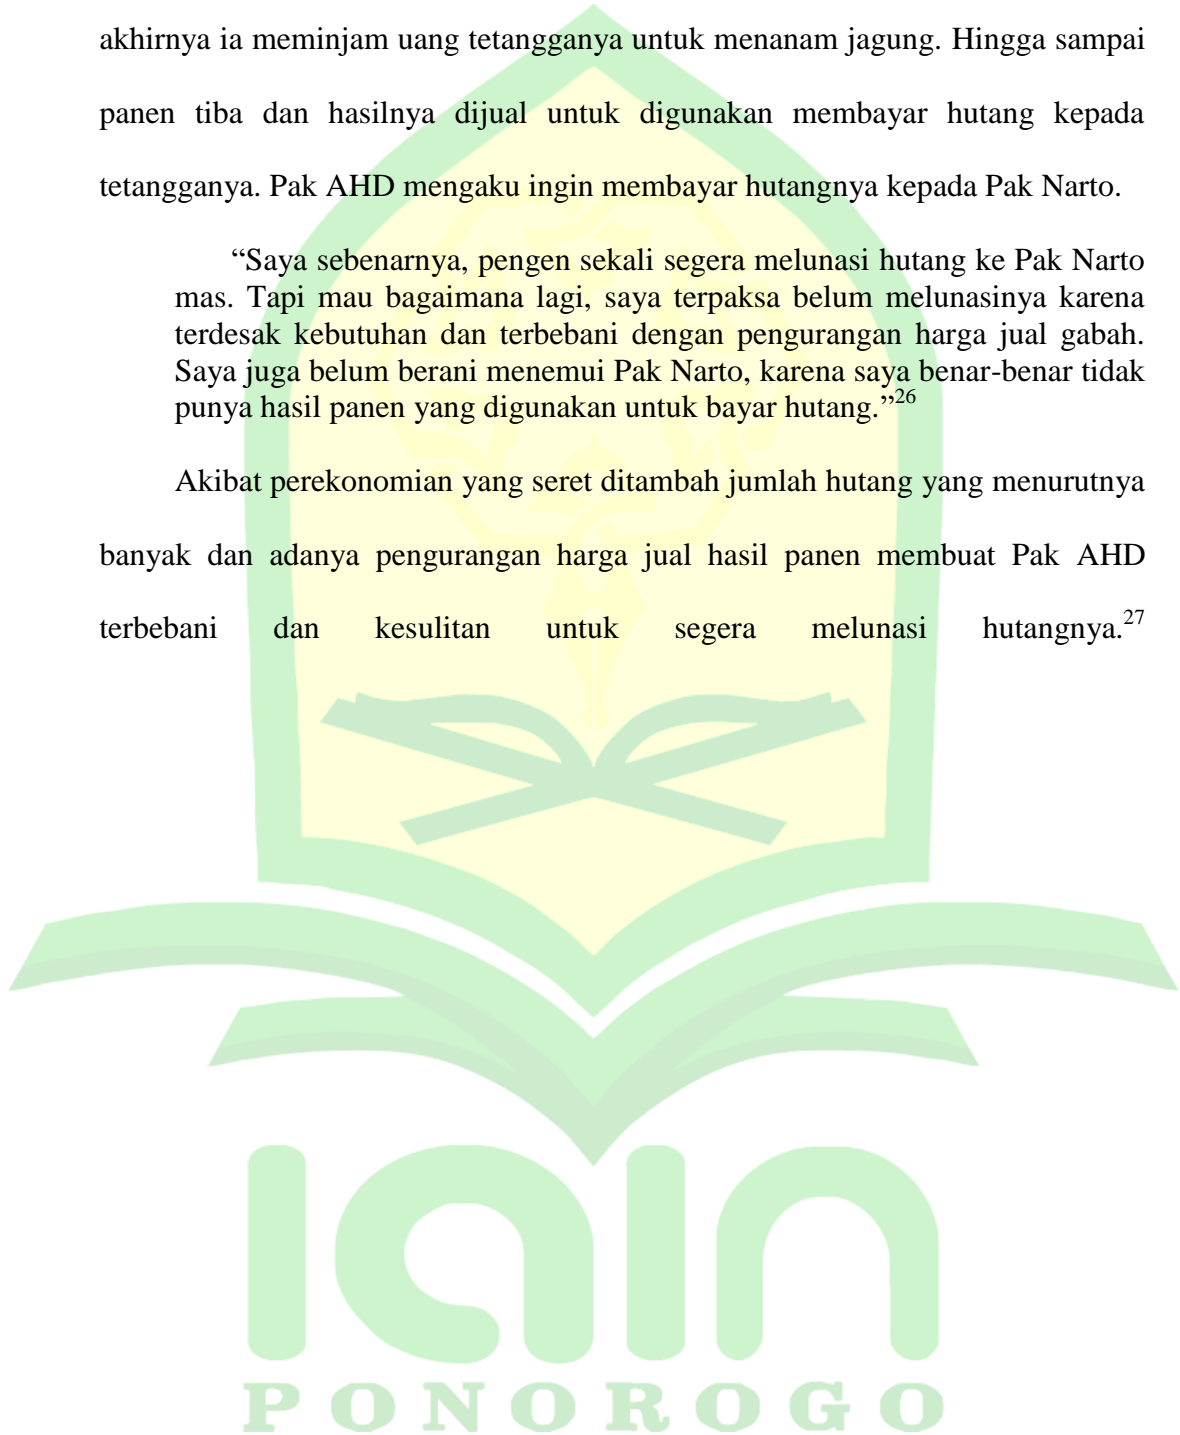 akhirnya ia meminjam uang tetangganya untuk menanam jagung. Hingga sampai
panen tiba dan hasilnya dijual untuk digunakan membayar hutang kepada
tetangganya. Pak AHD mengaku ingin membayar hutangnya kepada Pak Narto.
“Saya sebenarnya, pengen sekali segera melunasi hutang ke Pak Narto
mas. Tapi mau bagaimana lagi, saya terpaksa belum melunasinya karena
terdesak kebutuhan dan terbebani dengan pengurangan harga jual gabah.
Saya juga belum berani menemui Pak Narto, karena saya benar-benar tidak
punya hasil panen yang digunakan untuk bayar hutang.”26
Akibat perekonomian yang seret ditambah jumlah hutang yang menurutnya
banyak dan adanya pengurangan harga jual hasil panen membuat Pak AHD
terbebani dan kesulitan untuk segera melunasi hutangnya.27
iain
PONOROGO